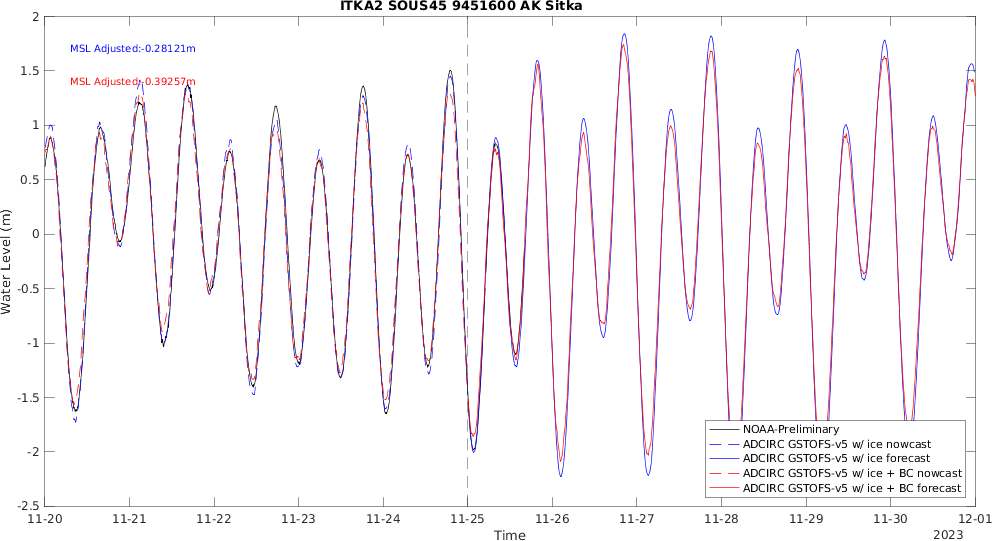 ITKA2 SOUS45 9451600 AK Sitka
MSL Adjusted:-0.28121m
MSL Adjusted:-0.39257m
2
1.5
1
0.5
0
-0.5
-1
-1.5
-2
-2.5
Water Level (m)
NOAA-Preliminary
ADCIRC GSTOFS-v5 w/ ice nowcast
ADCIRC GSTOFS-v5 w/ ice forecast
ADCIRC GSTOFS-v5 w/ ice + BC nowcast
ADCIRC GSTOFS-v5 w/ ice + BC forecast
11-20 11-21 11-22 11-23 11-24 11-25 11-26 11-27 11-28 11-29 11-30 12-01
Time
2023